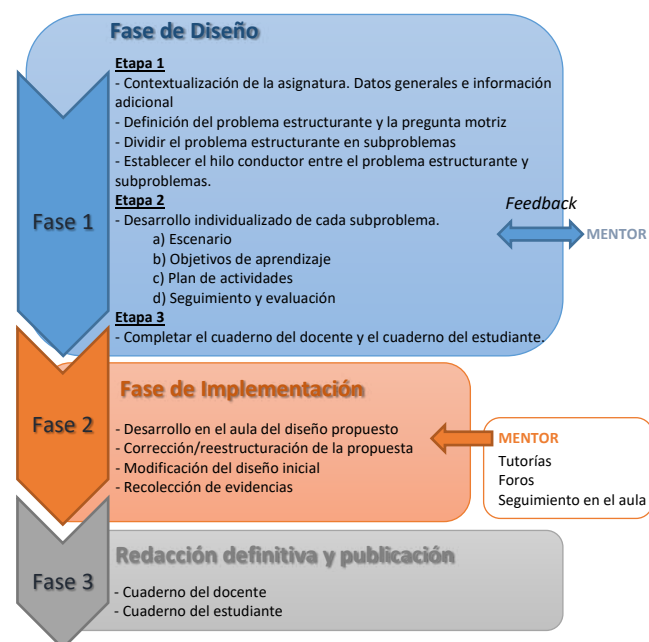 Fase de Diseño
Etapa 1
- Contextualización de la asignatura. Datos generales e información
adicional
- Definición del problema estructurante y la pregunta motriz
- Dividir el problema estructurante en subproblemas
- Establecer el hilo conductor entre el problema estructurante y
subproblemas.
Etapa 2
- Desarrollo individualizado de cada subproblema.
a) Escenario
b) Objetivos de aprendizaje
c) Plan de actividades
d) Seguimiento y evaluación
Etapa 3
- Completar el cuaderno del docente y el cuaderno del estudiante.
Fase 1
Feedback
MENTOR
Fase de Implementación
Fase 2
- Desarrollo en el aula del diseño propuesto
- Corrección/reestructuración de la propuesta
- Modificación del diseño inicial
- Recolección de evidencias
MENTOR
Tutorías
Foros
Seguimiento en el aula
Redacción definitiva y publicación
Fase 3
- Cuaderno del docente
- Cuaderno del estudiante